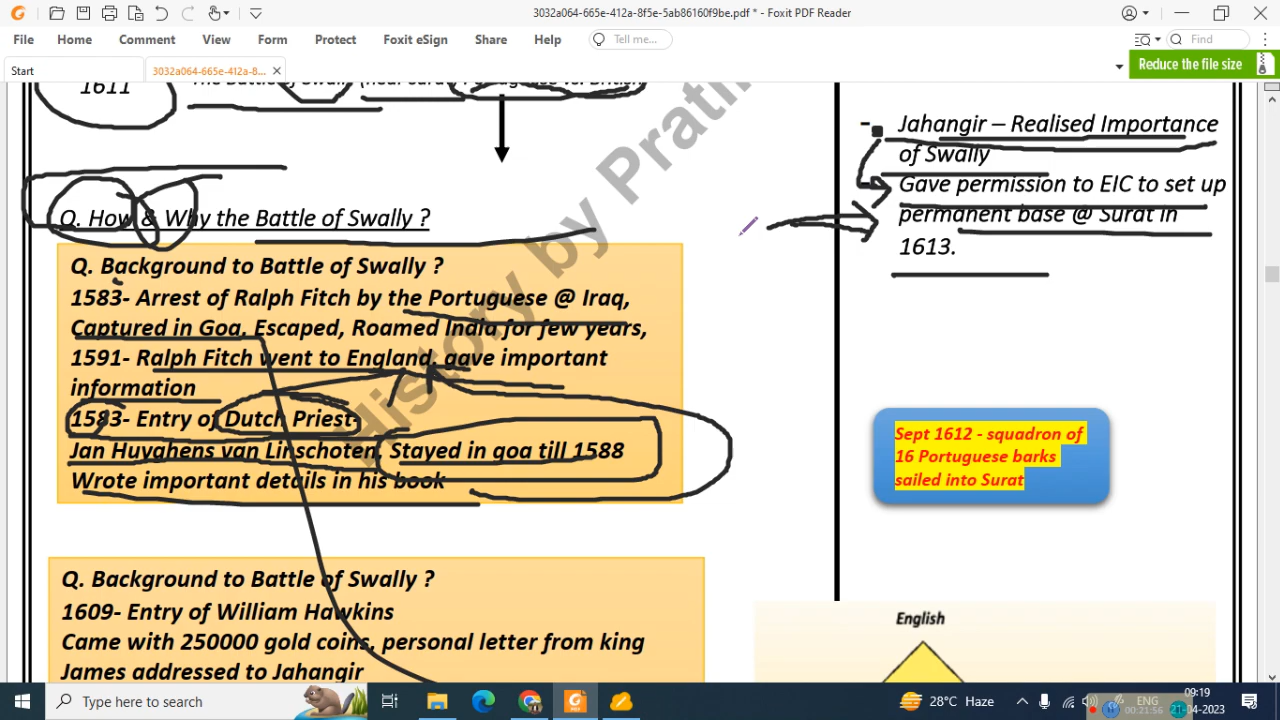 3032a064-665e-412a-8f5e-5ab86160f9be.pdf * - Foxit PDF Reader
File Home Comment View Form Protect Foxit eSign Share Help Tell me... Find
Start 3032a064-665e-412a-8... Reduce the file size
1611
Q. How & Why the Battle of Swally ?
Q. Background to Battle of Swally ?
1583- Arrest of Ralph Fitch by the Portuguese @ Iraq,
Captured in Goa, Escaped, Roamed India for few years,
1591- Ralph Fitch went to England, gave important
information
1583- Entry of Dutch Priest-
Jan Huyghens van Linschoten, Stayed in goa till 1588
Wrote important details in his book
Q. Background to Battle of Swally ?
1609- Entry of William Hawkins
Came with 250000 gold coins, personal letter from king
James addressed to Jahangir
History by Prati
- Jahangir – Realised Importance
of Swally
- Gave permission to EIC to set up
permanent base @ Surat in
1613.
Sept 1612 - squadron of
16 Portuguese barks
sailed into Surat
English
Type here to search
28°C Haze
ENG
09:19
21-04-2023
00:21:56